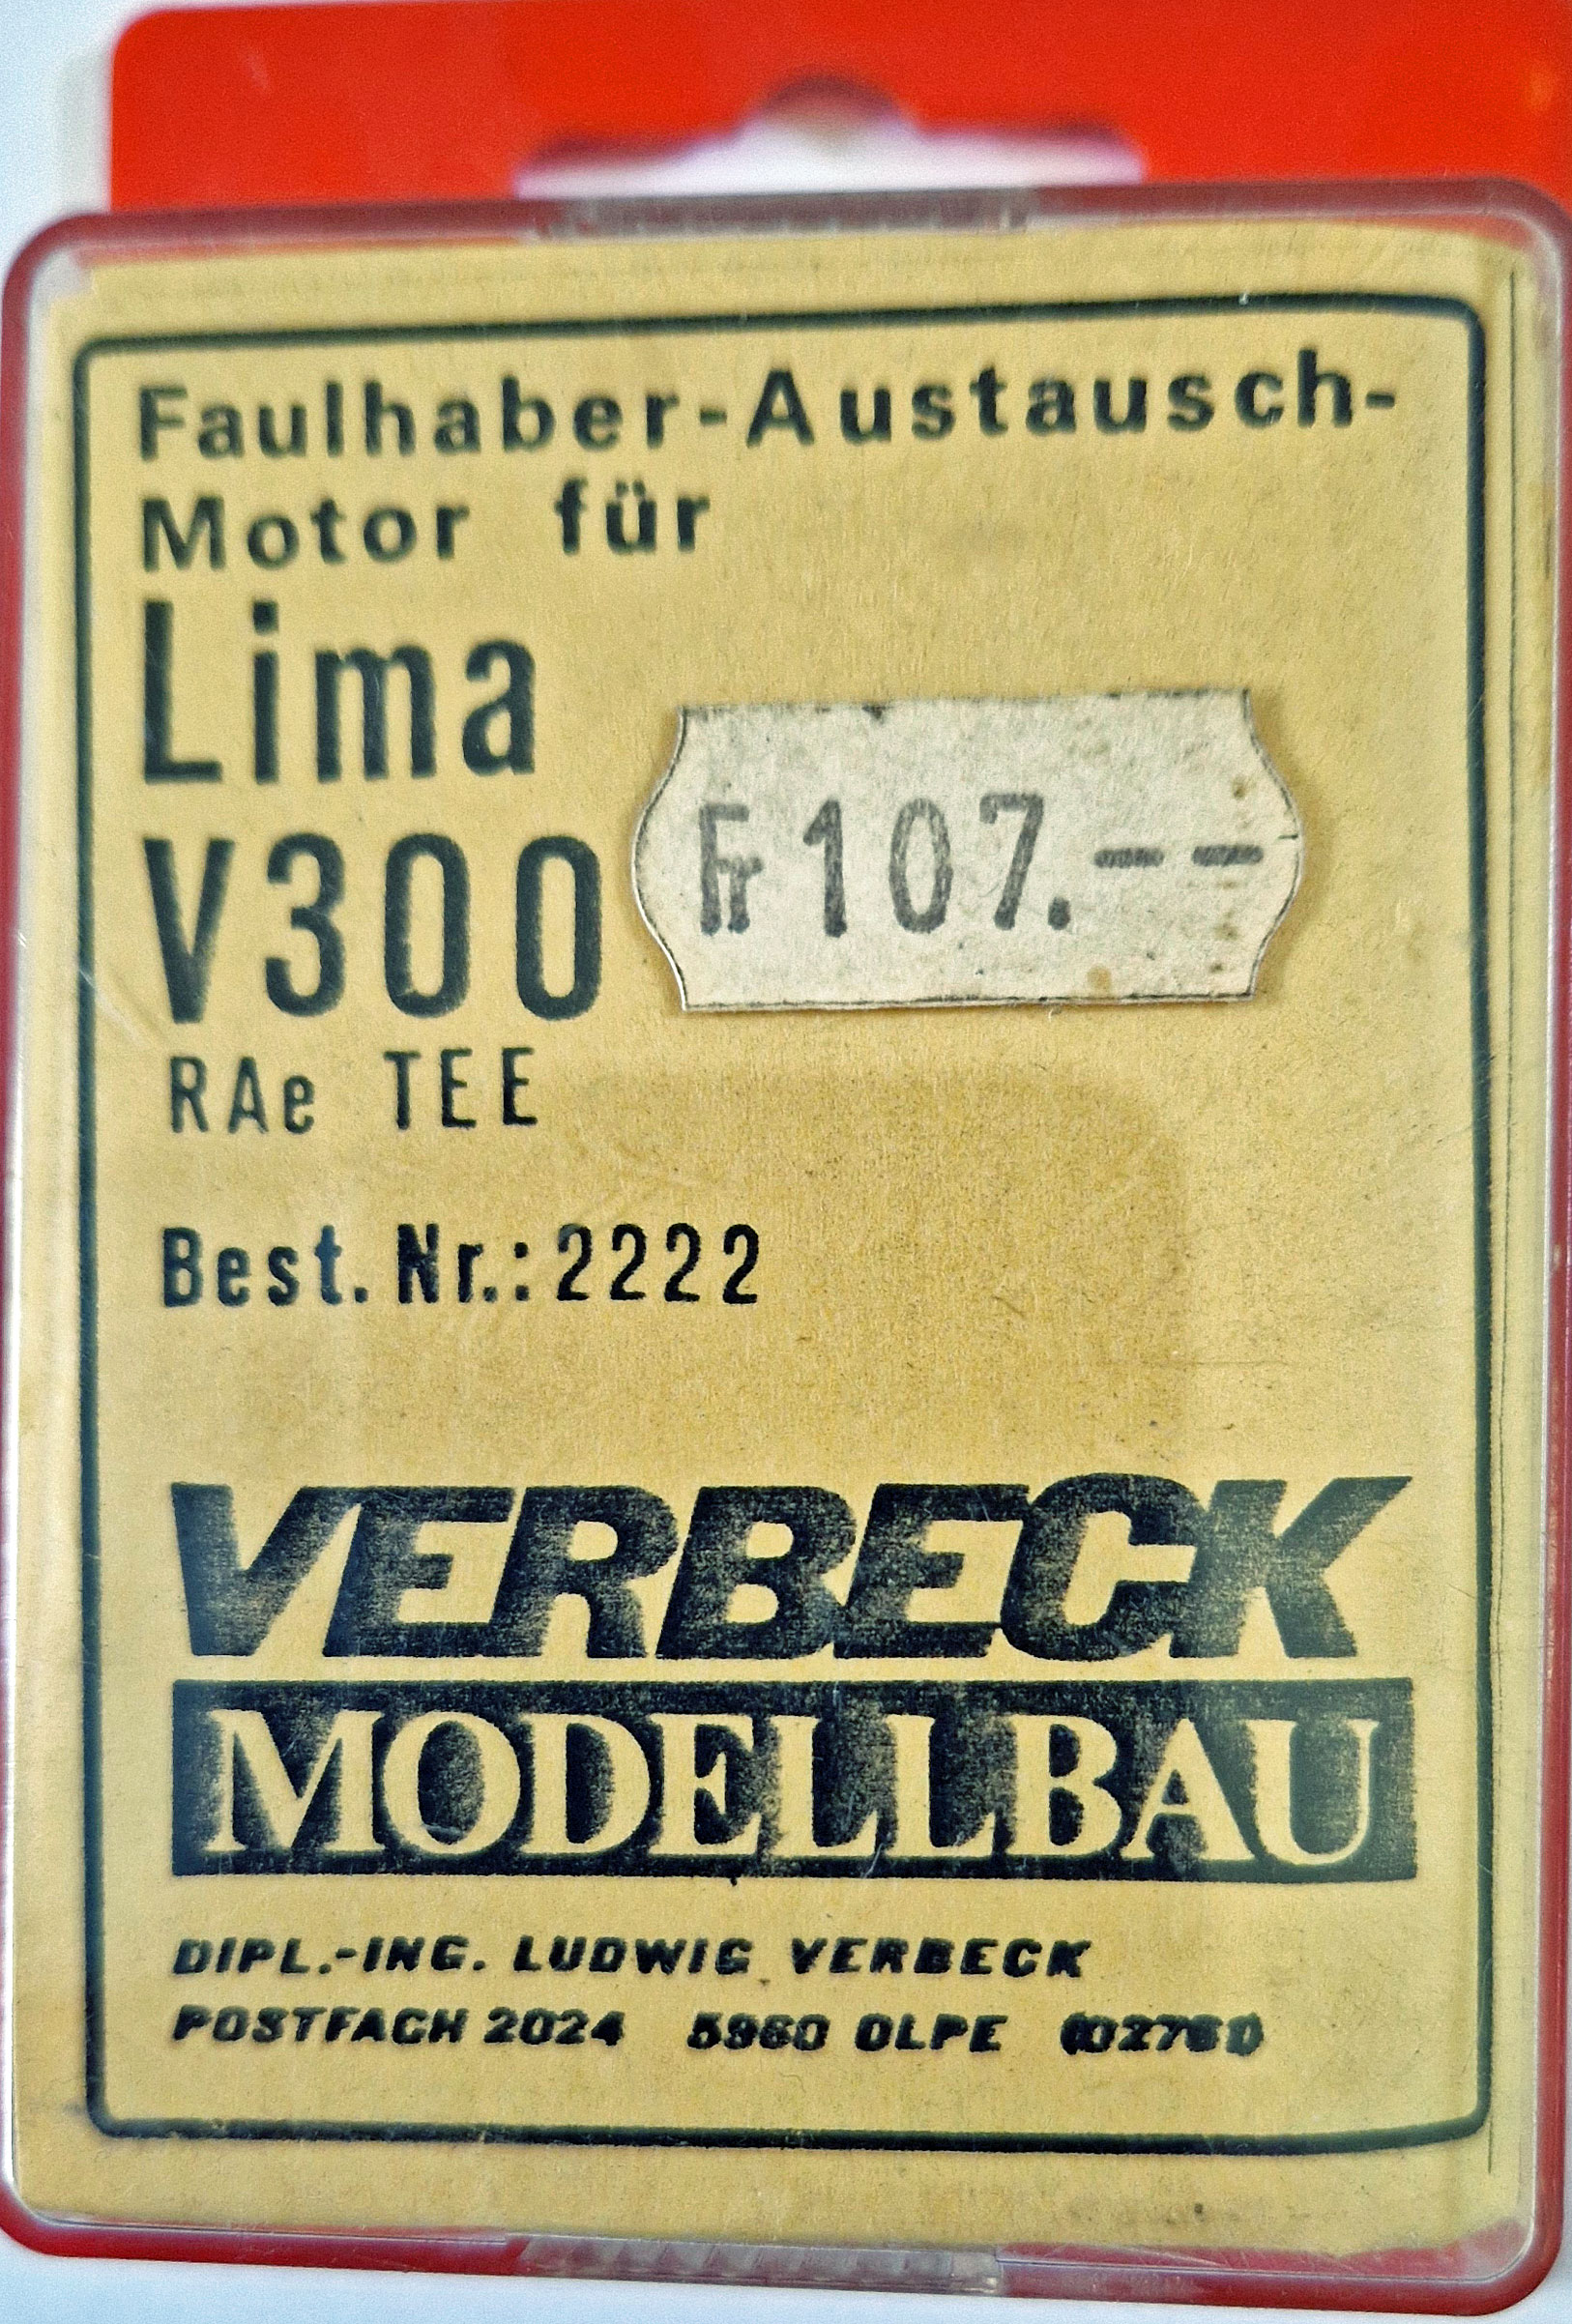 Faulhaber-Austausch-
Motor für
Lima
V300
Fr 107.--
RAe TEE
Best. Nr.: 2222
VERBECK
MODELLBAU
DIPL.-ING. LUDWIG VERBECK
POSTFACH 2024 5960 OLPE (02761)